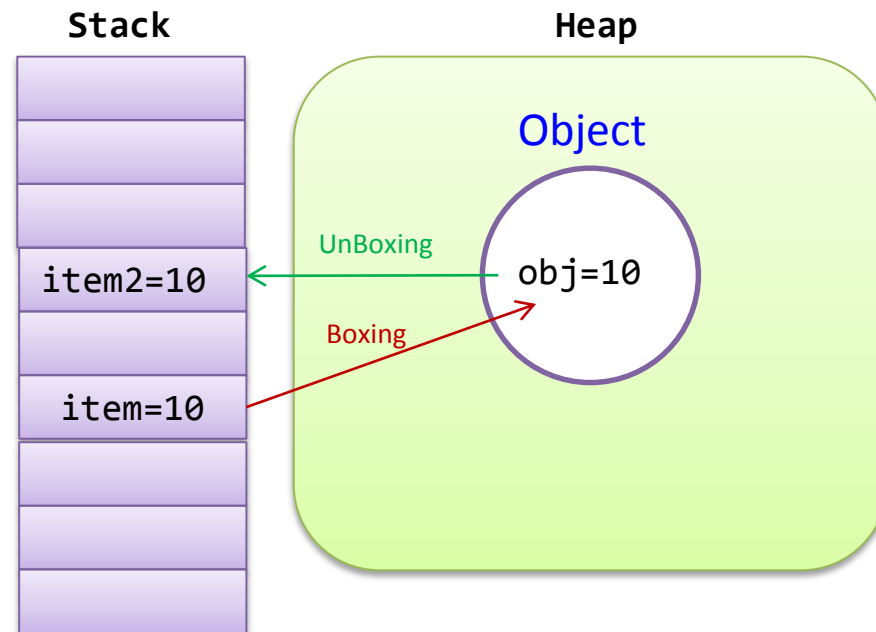 Stack
Heap
Object
UnBoxing
item2=10
obj=10
Boxing
item=10